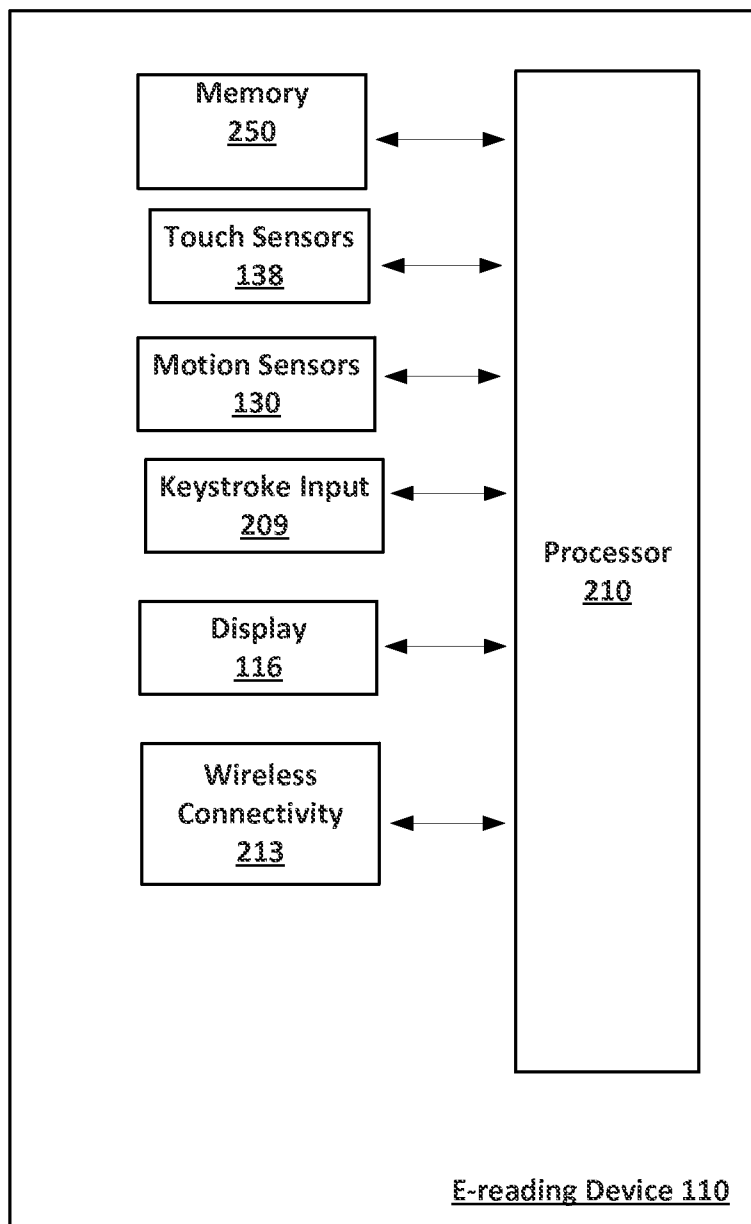 Memory
250
Touch Sensors
138
Motion Sensors
130
Keystroke Input
209
Display
116
Wireless
Connectivity
213
Processor
210
E-reading Device 110